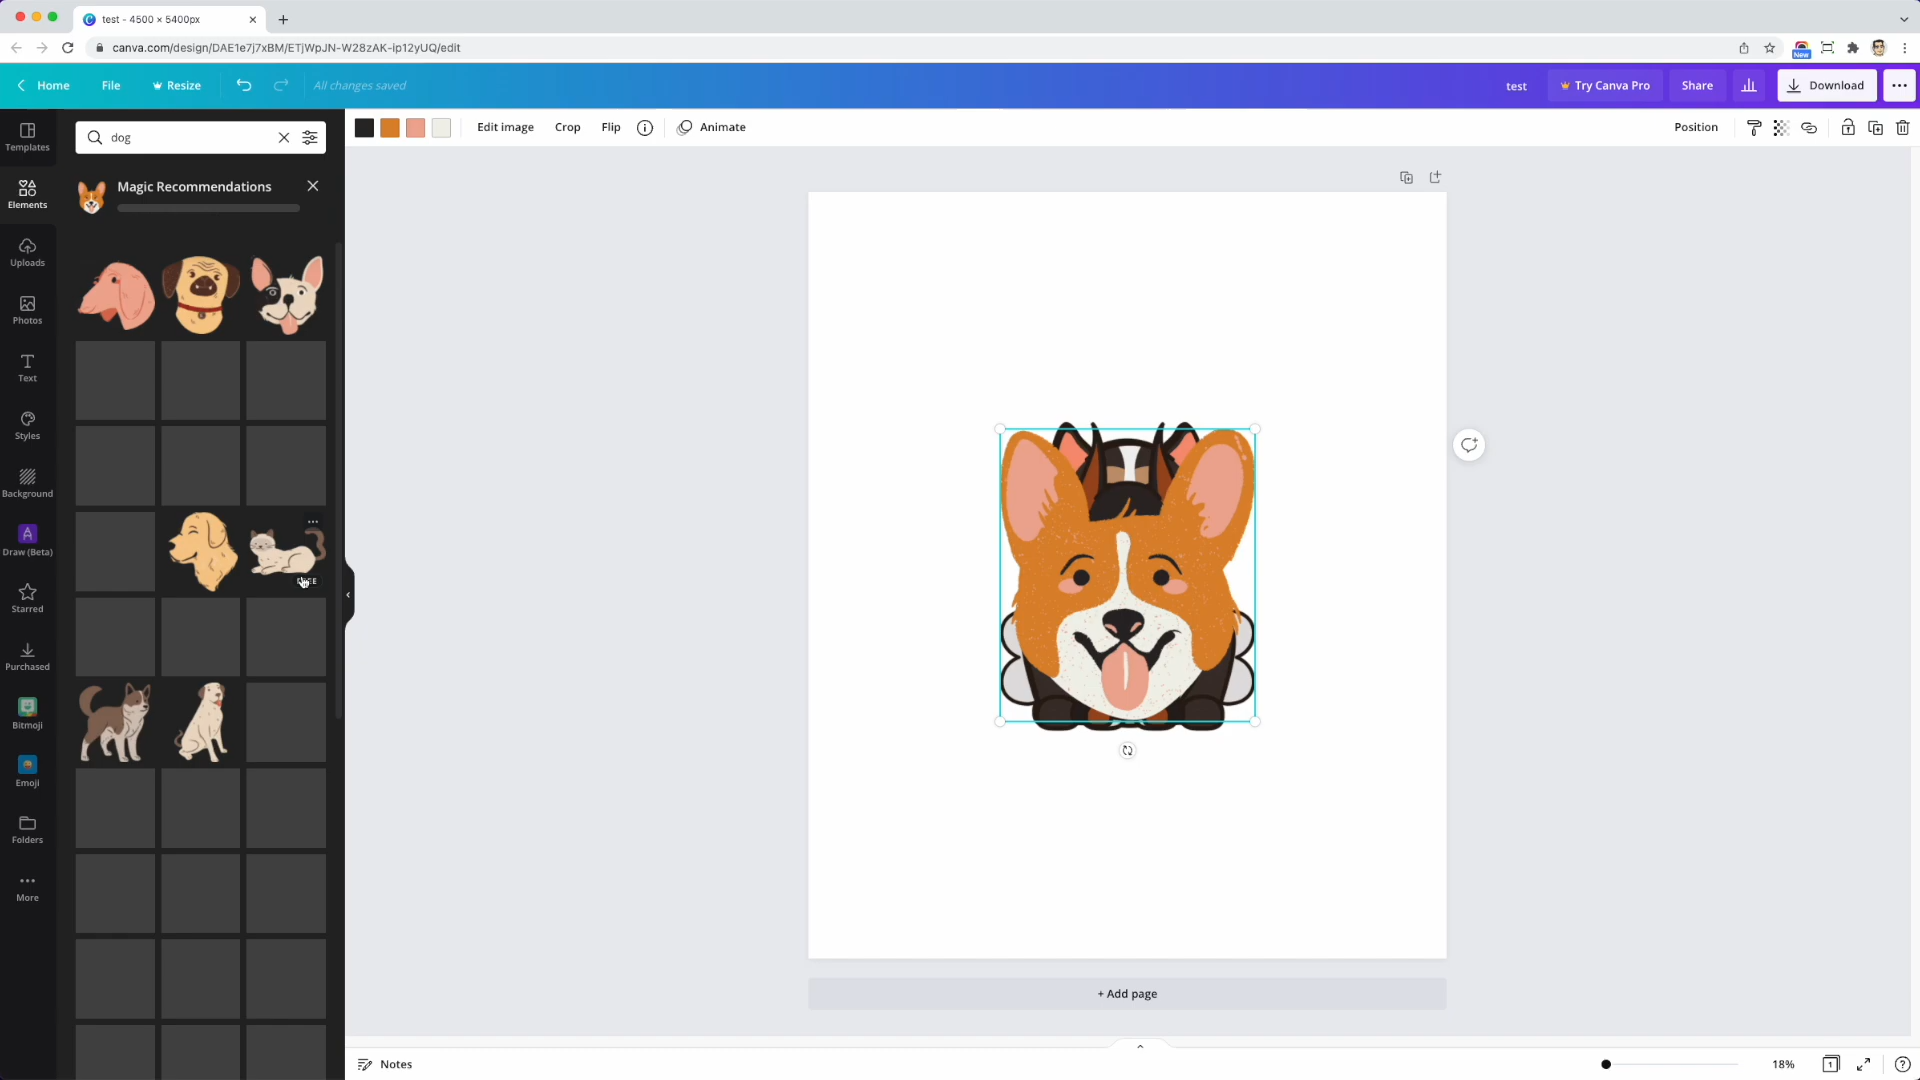 test - 4500 × 5400px
canva.com/design/DAE1e7j7xBM/ETjWpJN-W28zAK-ip12yUQ/edit
New
Home
File
Resize
All changes saved
test
Try Canva Pro
Share
Download
Templates
Elements
Uploads
Photos
Text
Styles
Background
Draw (Beta)
Starred
Purchased
Bitmoji
Emoji
Folders
More
dog
Magic Recommendations
Edit image
Crop
Flip
Animate
Position
+ Add page
Notes
18%
1